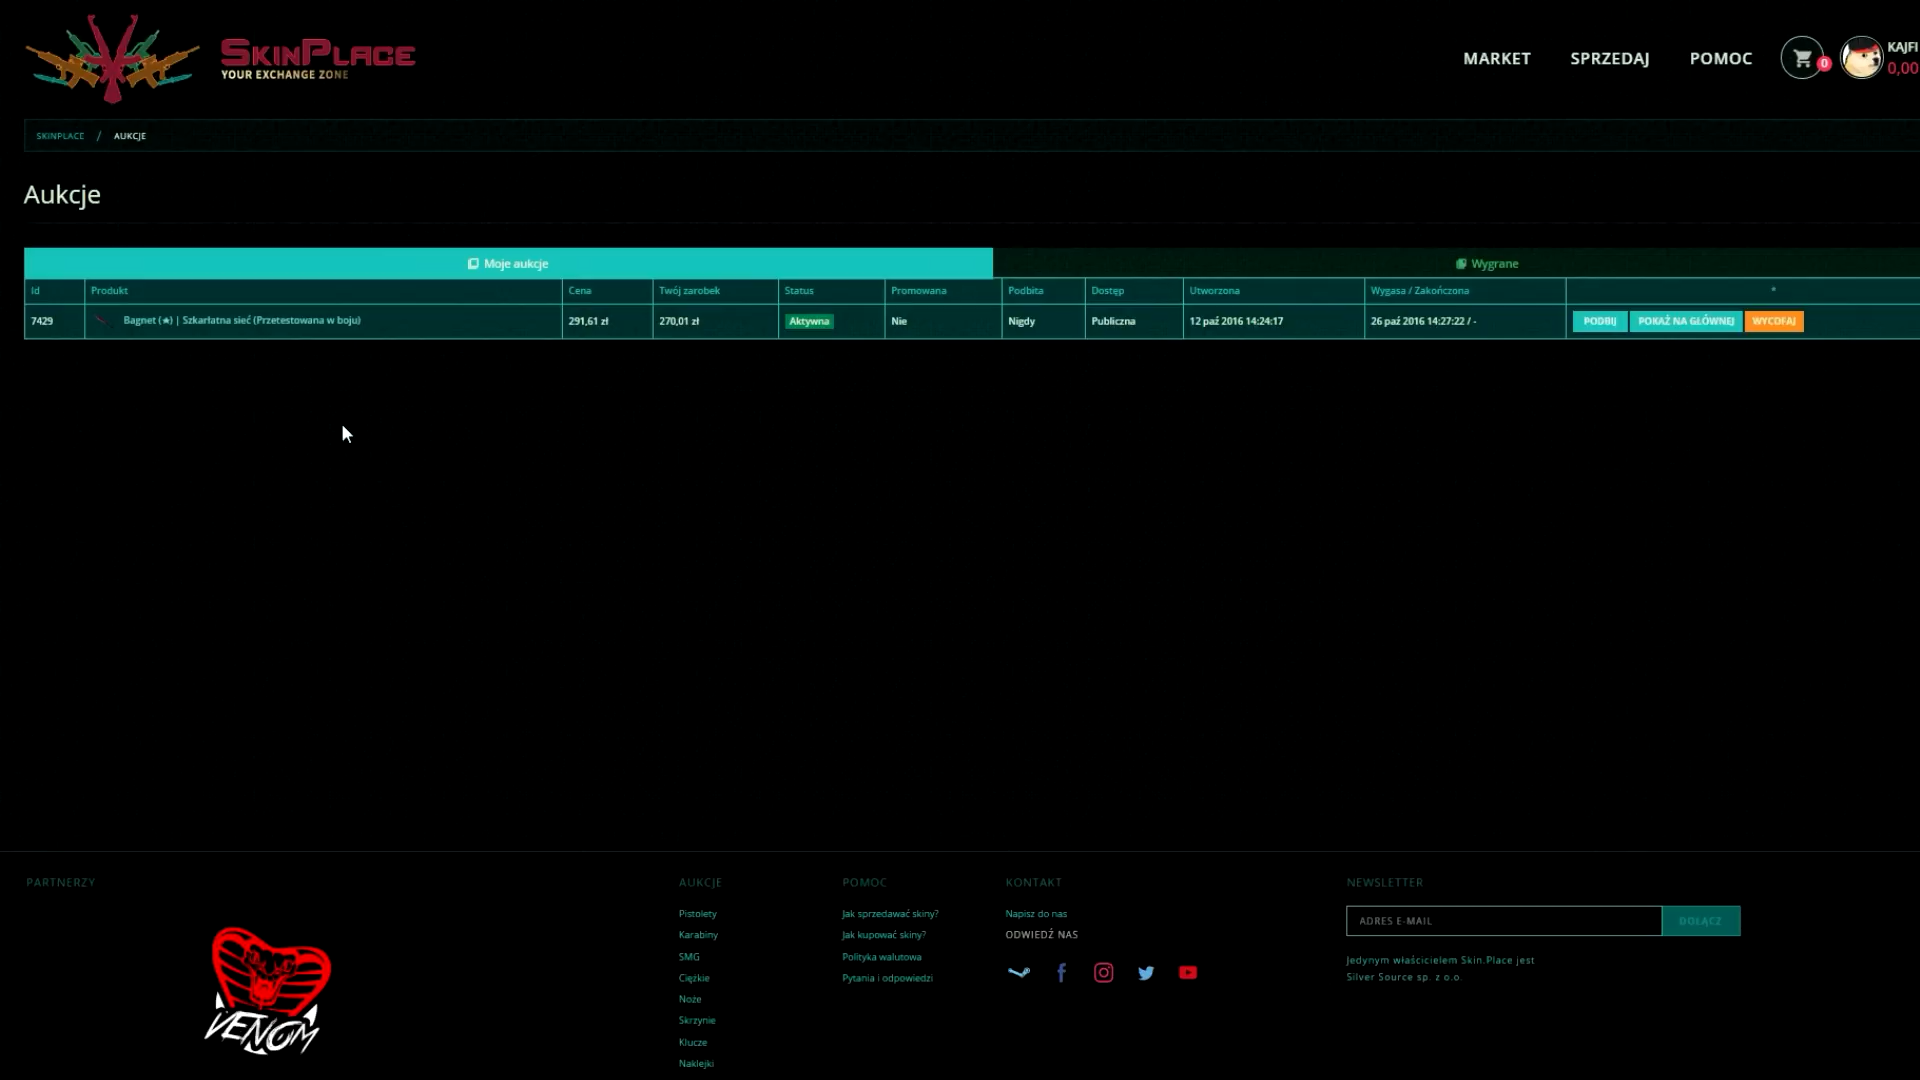 SKINPLACE
YOUR EXCHANGE ZONE
MARKET SPRZEDAJ POMOC 0 KAJFI
0,00
SKINPLACE / AUKCJE
Aukcje
Moje aukcje Wygrane
Id Produkt Cena Twój zarobek Status Promowana Podbita Dostęp Utworzona Wygasa / Zakończona *
7429 Bagnet (★) | Szkarłatna sieć (Przetestowana w boju) 291,61 zł 270,01 zł Aktywna Nie Nigdy Publiczna 12 paź 2016 14:24:17 26 paź 2016 14:27:22 / - PODBIJ POKAŻ NA GŁÓWNEJ WYCOFAJ
PARTNERZY
VENOM
AUKCJE
Pistolety
Karabiny
SMG
Ciężkie
Noże
Skrzynie
Klucze
Naklejki
POMOC
Jak sprzedawać skiny?
Jak kupować skiny?
Polityka walutowa
Pytania i odpowiedzi
KONTAKT
Napisz do nas
ODWIEDŹ NAS
NEWSLETTER
ADRES E-MAIL DOŁĄCZ
Jedynym właścicielem Skin.Place jest
Silver Source sp. z o.o.